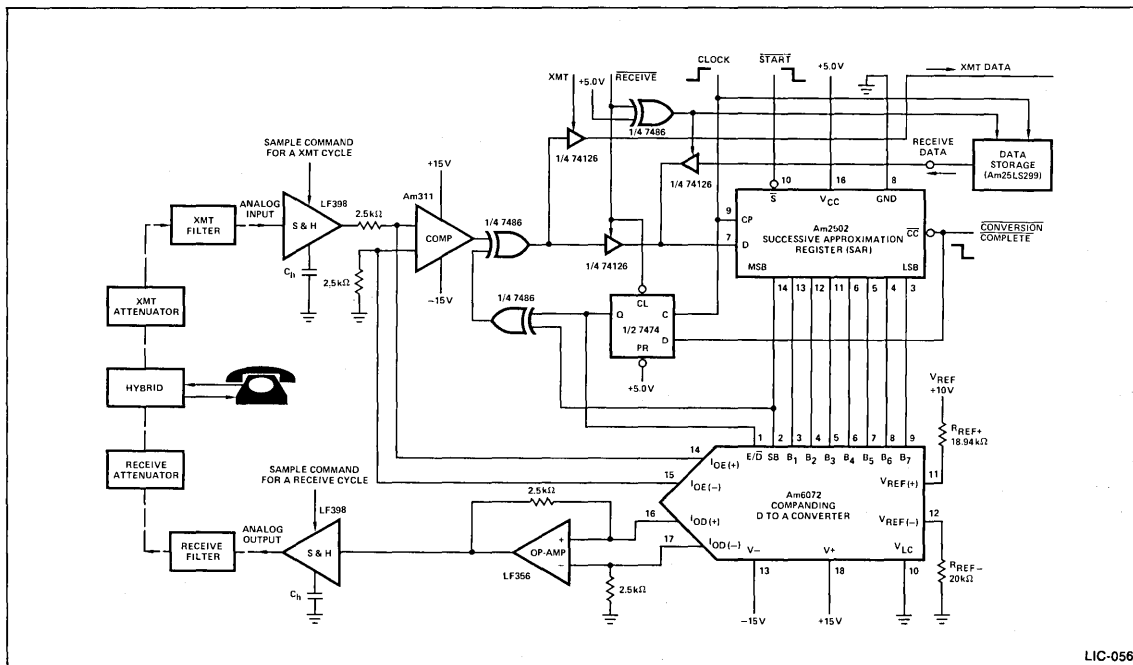 XMT
+5.0V
RECEIVE
CLOCK
START
+5.0V
XMT DATA
1/4 7486
SAMPLE COMMAND
FOR A XMT CYCLE
+15V
1/4 74126
RECEIVE
DATA
DATA
STORAGE
(Am25LS299)
XMT
FILTER
ANALOG
INPUT
LF398
S & H
2.5kΩ
Am311
COMP
1/4 7486
1/4 74126
10
16
8
S
VCC
GND
9
CP
7
D
Am2502
SUCCESSIVE APPROXIMATION
REGISTER (SAR)
CC
CONVERSION
COMPLETE
MSB
LSB
14
13
12
11
6
5
4
3
Ch
2.5kΩ
-15V
1/4 74126
1/4 7486
CL
Q
C
1/2 7474
D
PR
+5.0V
XMT
ATTENUATOR
HYBRID
RECEIVE
ATTENUATOR
VREF
+10V
RREF+
18.94kΩ
1
2
3
4
5
6
7
8
9
E/D
SB
B1
B2
B3
B4
B5
B6
B7
14
IOE(+)
15
IOE(-)
16
IOD(+)
17
IOD(-)
11
VREF(+)
12
VREF(-)
Am6072
COMPANDING
D TO A CONVERTER
V-
V+
VLC
13
18
10
-15V
+15V
RREF-
20kΩ
SAMPLE COMMAND
FOR A RECEIVE CYCLE
LF398
RECEIVE
FILTER
ANALOG
OUTPUT
S & H
Ch
2.5kΩ
+
OP-AMP
−
LF356
2.5kΩ
LIC-056